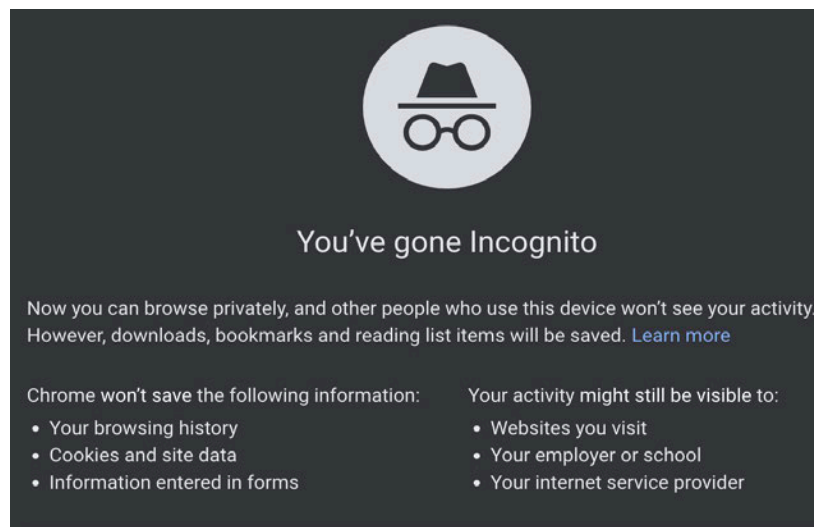 You've gone Incognito
Now you can browse privately, and other people who use this device won't see your activity.
However, downloads, bookmarks and reading list items will be saved. Learn more
Chrome won't save the following information:
• Your browsing history
• Cookies and site data
• Information entered in forms
Your activity might still be visible to:
• Websites you visit
• Your employer or school
• Your internet service provider